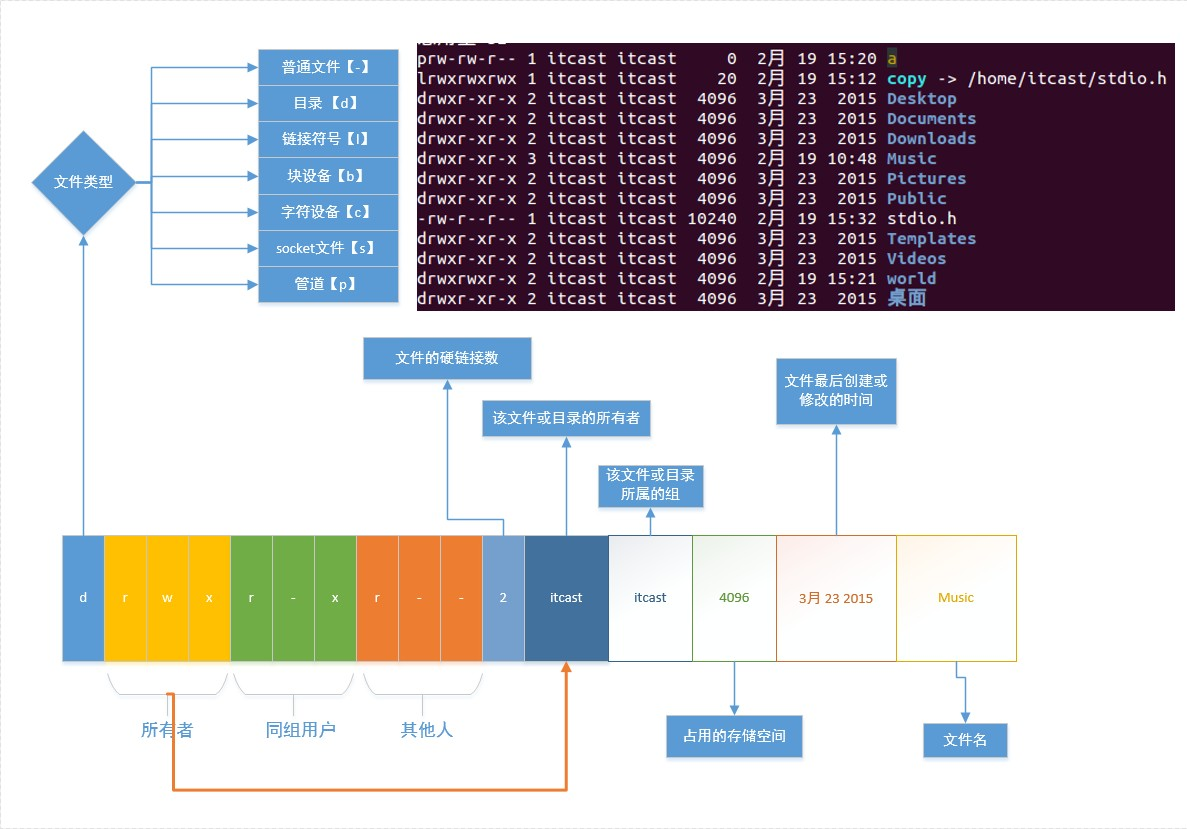 普通文件【-】
目录【d】
链接符号【l】
块设备【b】
字符设备【c】
socket文件【s】
管道【p】
文件类型
prw-rw-r-- 1 itcast itcast 0 2月 19 15:20 a
lrwxrwxrwx 1 itcast itcast 20 2月 19 15:12 copy -> /home/itcast/stdio.h
drwxr-xr-x 2 itcast itcast 4096 3月 23 2015 Desktop
drwxr-xr-x 2 itcast itcast 4096 3月 23 2015 Documents
drwxr-xr-x 2 itcast itcast 4096 3月 23 2015 Downloads
drwxr-xr-x 3 itcast itcast 4096 2月 19 10:48 Music
drwxr-xr-x 2 itcast itcast 4096 3月 23 2015 Pictures
drwxr-xr-x 2 itcast itcast 4096 3月 23 2015 Public
-rw-r--r-- 1 itcast itcast 10240 2月 19 15:32 stdio.h
drwxr-xr-x 2 itcast itcast 4096 3月 23 2015 Templates
drwxr-xr-x 2 itcast itcast 4096 3月 23 2015 Videos
drwxrwxr-x 2 itcast itcast 4096 2月 19 15:21 world
drwxr-xr-x 2 itcast itcast 4096 3月 23 2015 桌面
文件的硬链接数
该文件或目录的所有者
该文件或目录
所属的组
文件最后创建或
修改的时间
d r w x r - x r - - 2 itcast itcast 4096 3月 23 2015 Music
所有者
同组用户
其他人
占用的存储空间
文件名